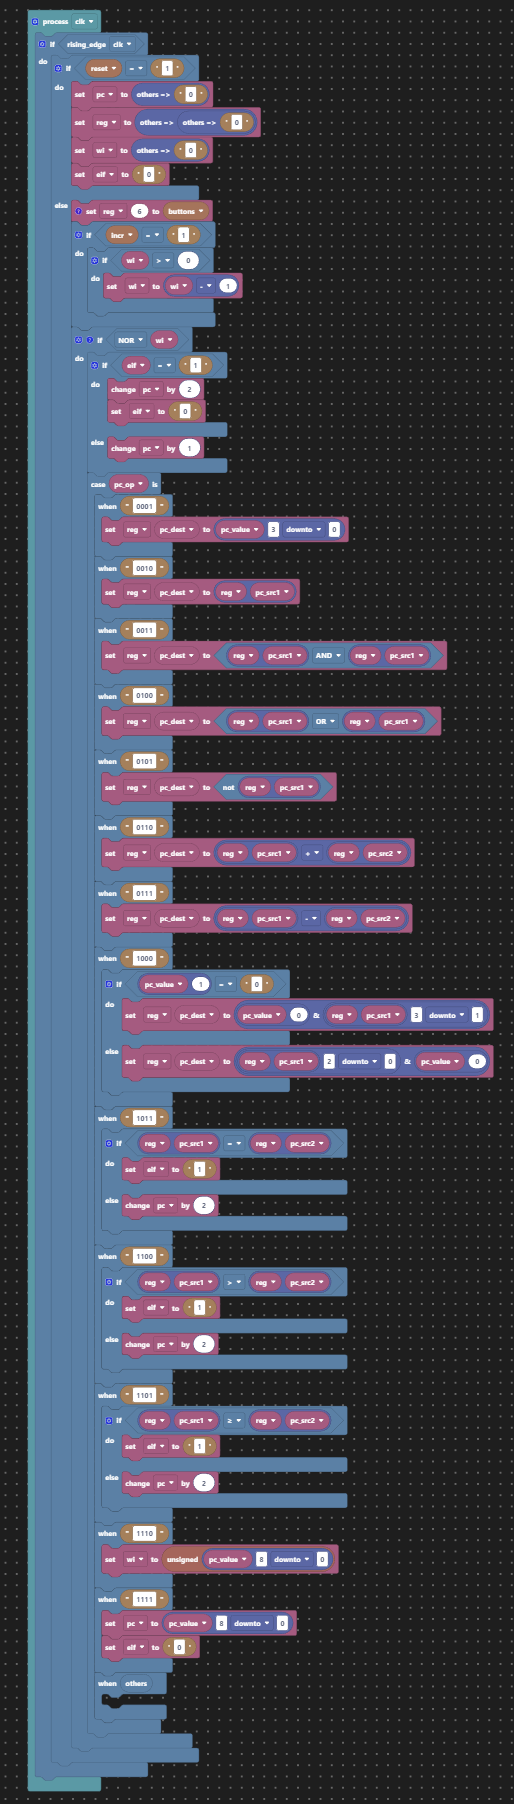 process clk
if rising_edge clk
do if reset = ' 1 '
do set pc to others => ' 0 '
set reg to others => others => ' 0 '
set wi to others => ' 0 '
set eif to ' 0 '
else set reg 6 to buttons
if incr = ' 1 '
do if wi > 0
do set wi to wi - 1
if NOR wi
do if eif = ' 1 '
do change pc by 2
set eif to ' 0 '
else change pc by 1
case pc_op is
when " 0001 "
set reg pc_dest to pc_value 3 downto 0
when " 0010 "
set reg pc_dest to reg pc_src1
when " 0011 "
set reg pc_dest to reg pc_src1 AND reg pc_src1
when " 0100 "
set reg pc_dest to reg pc_src1 OR reg pc_src1
when " 0101 "
set reg pc_dest to not reg pc_src1
when " 0110 "
set reg pc_dest to reg pc_src1 + reg pc_src2
when " 0111 "
set reg pc_dest to reg pc_src1 - reg pc_src2
when " 1000 "
if pc_value 1 = ' 0 '
do set reg pc_dest to pc_value 0 & reg pc_src1 3 downto 1
else set reg pc_dest to reg pc_src1 2 downto 0 & pc_value 0
when " 1011 "
if reg pc_src1 = reg pc_src2
do set eif to ' 1 '
else change pc by 2
when " 1100 "
if reg pc_src1 > reg pc_src2
do set eif to ' 1 '
else change pc by 2
when " 1101 "
if reg pc_src1 ≥ reg pc_src2
do set eif to ' 1 '
else change pc by 2
when " 1110 "
set wi to unsigned pc_value 8 downto 0
when " 1111 "
set pc to pc_value 8 downto 0
set eif to ' 0 '
when others